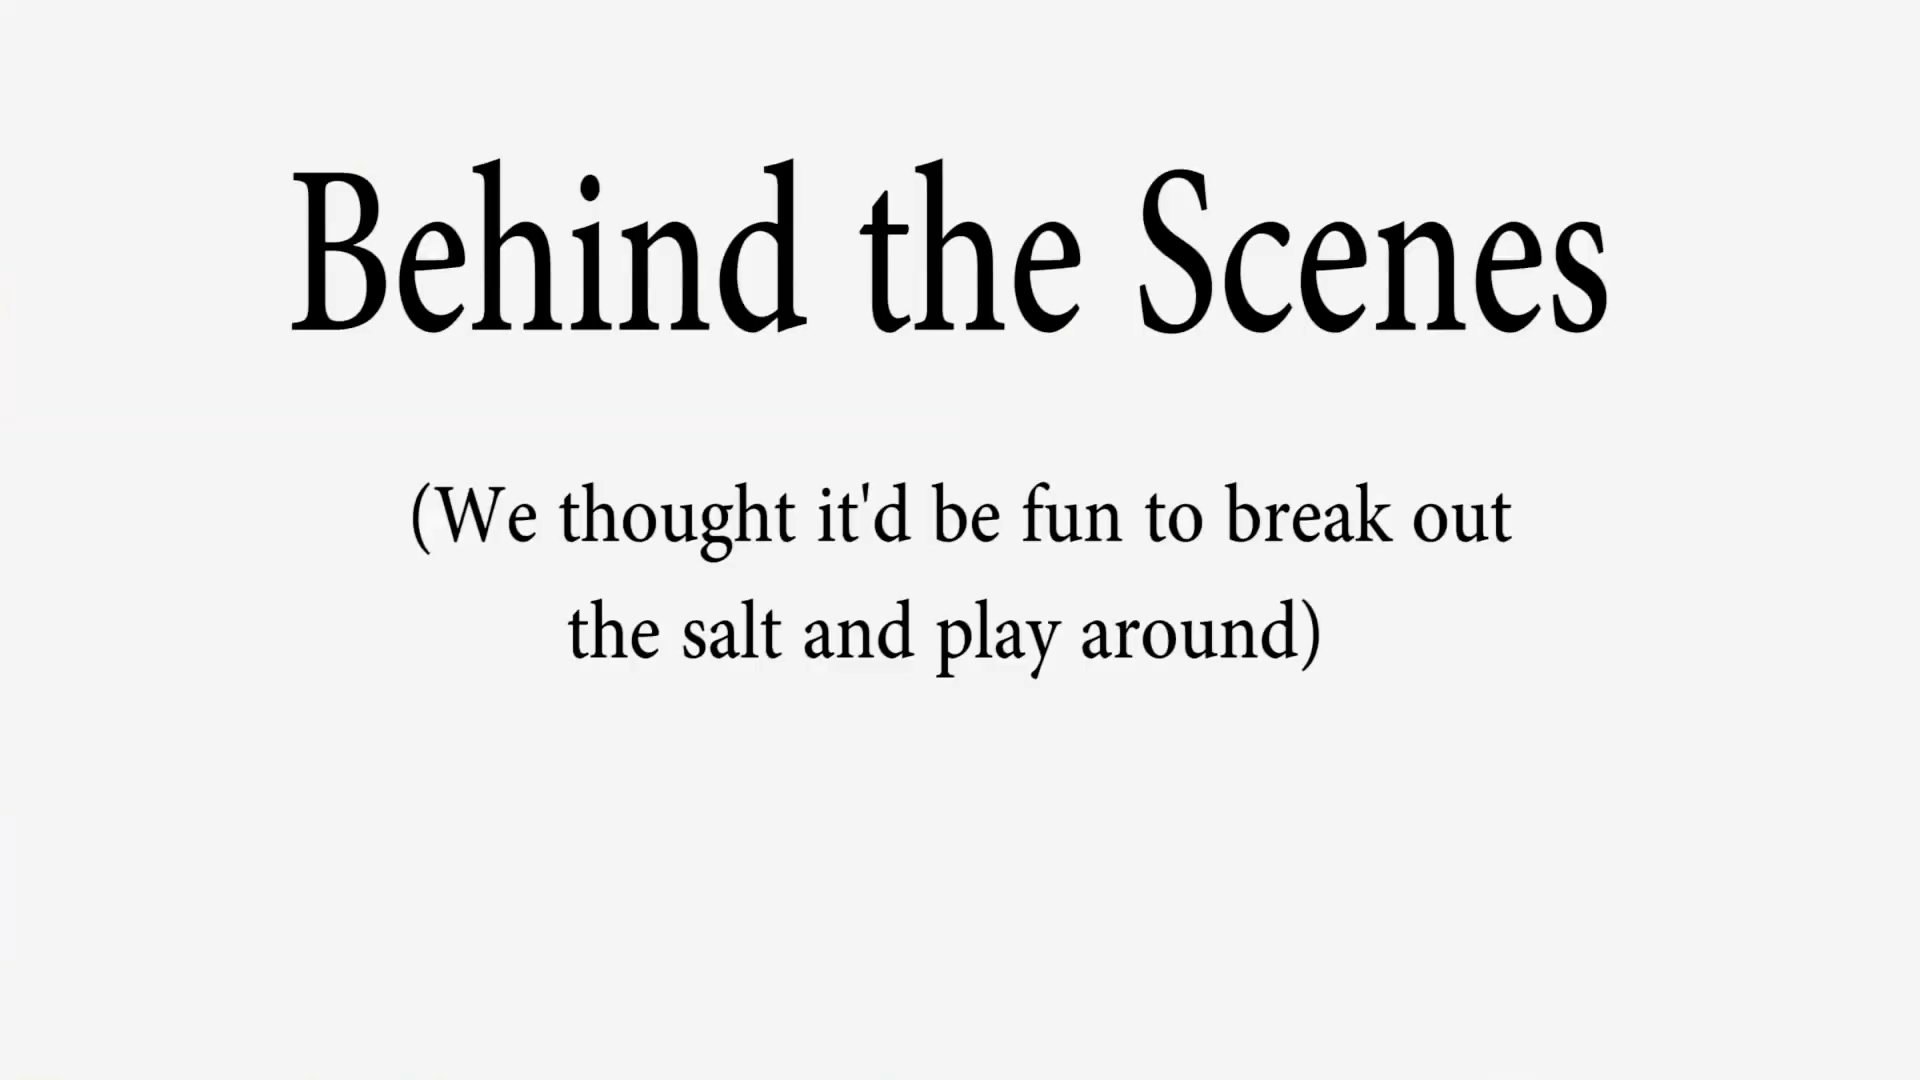 Behind the Scenes
(We thought it'd be fun to break out
the salt and play around)